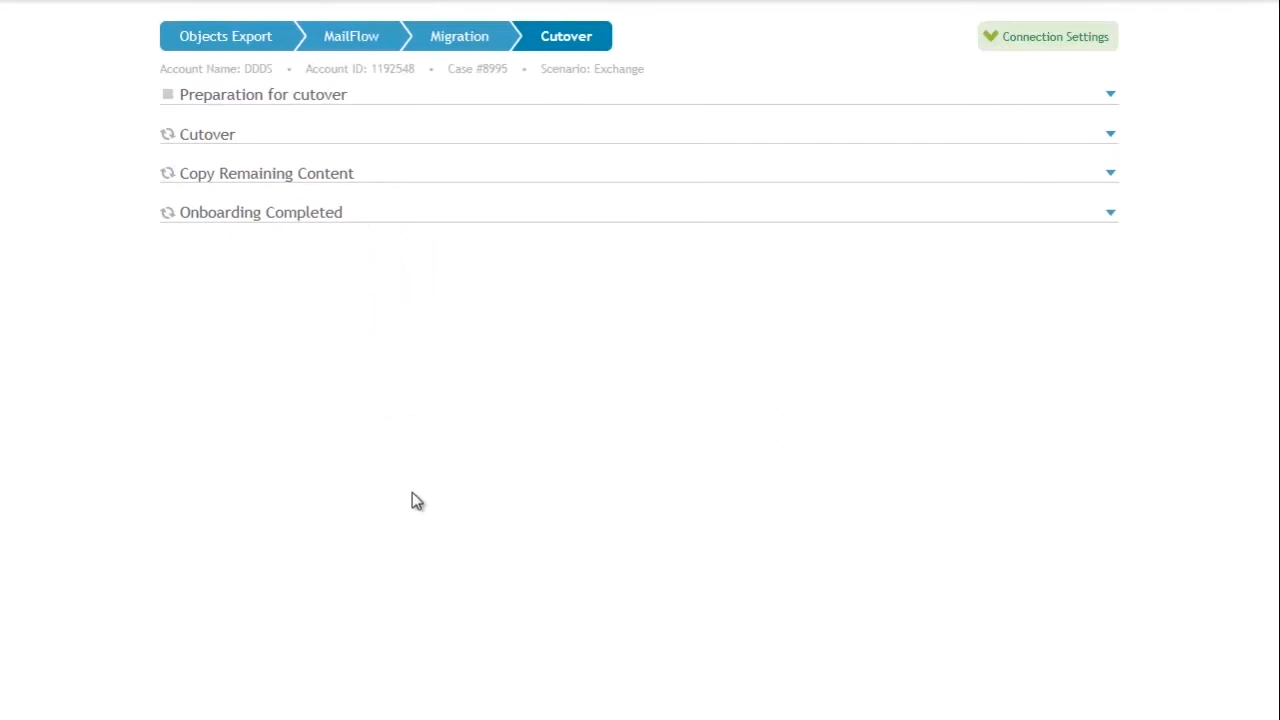 Objects Export MailFlow Migration Cutover Connection Settings
Account Name: DDDS • Account ID: 1192548 • Case #8995 • Scenario: Exchange
Preparation for cutover
Cutover
Copy Remaining Content
Onboarding Completed